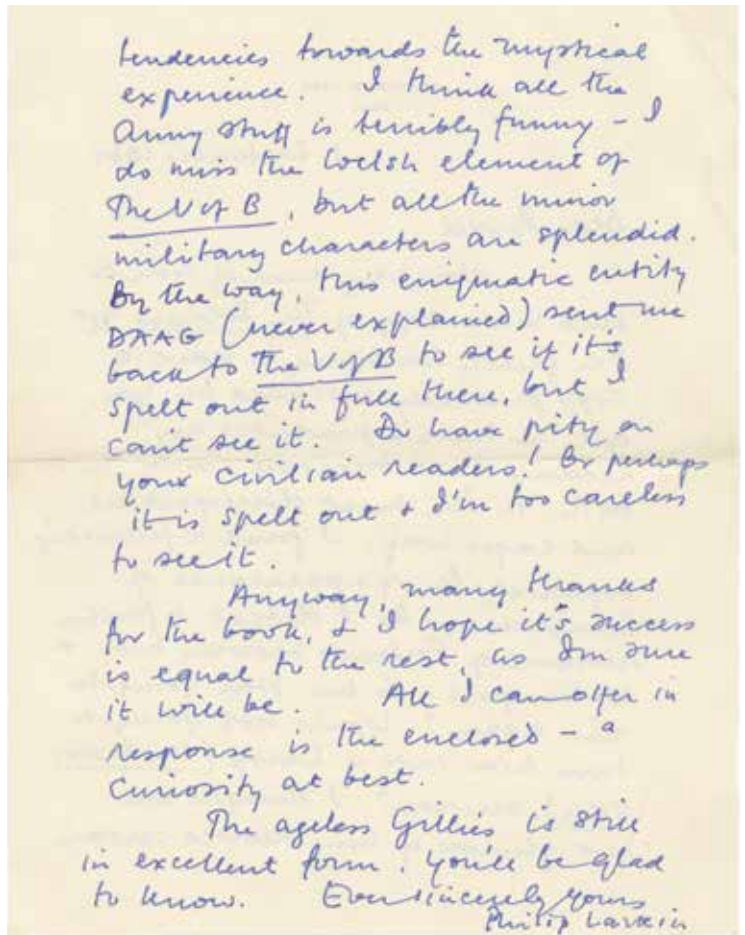 tendencies towards the mystical
experience. I think all the
Army stuff is terribly funny – I
do miss the Welsh element of
The V of B, but all the minor
military characters are splendid.
By the way, this enigmatic entity
DAAG (never explained) sent me
back to The V of B to see if it's
spelt out in full there, but I
can't see it. Do have pity on
your civilian readers! Or perhaps
it is spelt out & I'm too careless
to see it.
Anyway, many thanks
for the book, & I hope it's success
is equal to the rest, as I'm sure
it will be. All I can offer in
response is the enclosed – a
curiosity at best.
The ageless Gillies is still
in excellent form, you'll be glad
to know. Ever sincerely yours
Philip Larkin